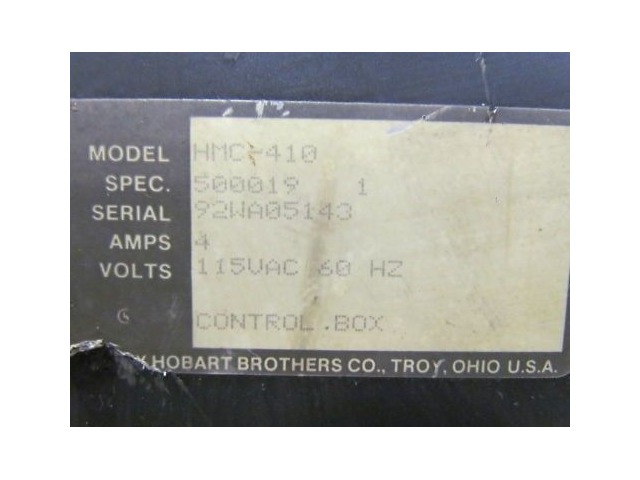 MODEL HMC-410
SPEC. 500019 1
SERIAL 92WA05143
AMPS 4
VOLTS 115VAC 60 HZ
CONTROL.BOX
HOBART BROTHERS CO., TROY, OHIO U.S.A.